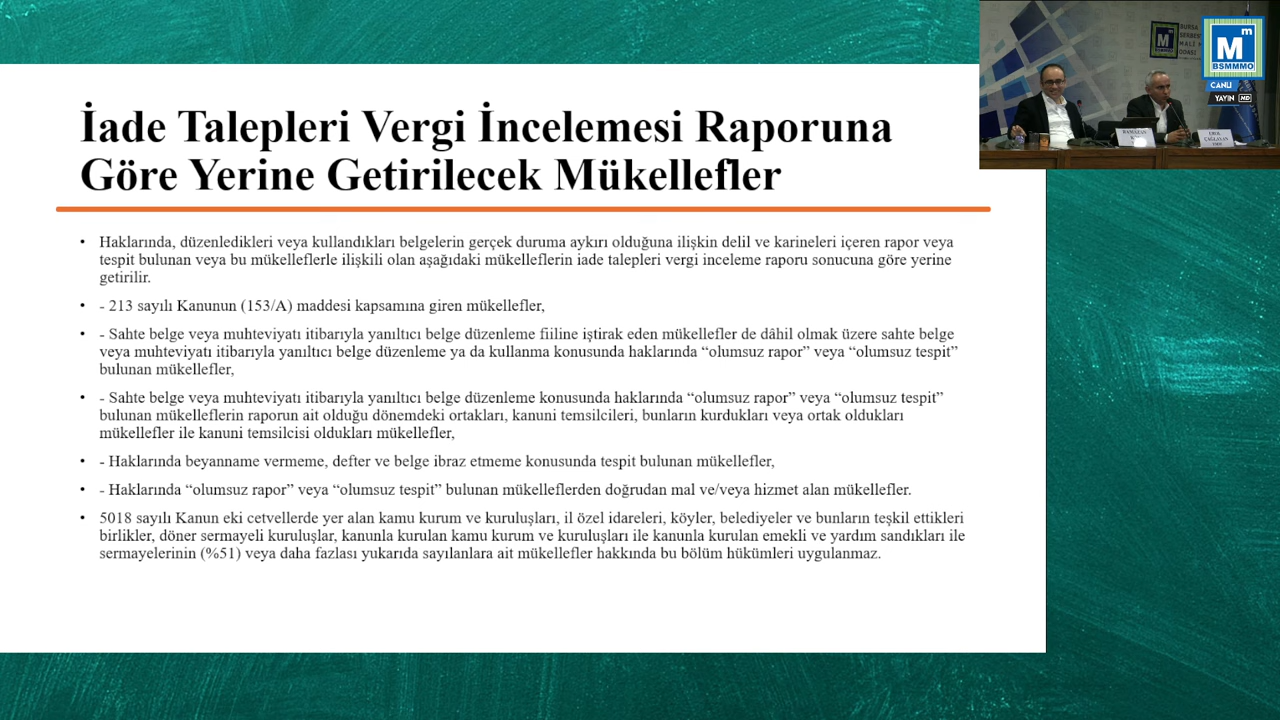 İade Talepleri Vergi İncelemesi Raporuna
Göre Yerine Getirilecek Mükellefler
• Haklarında, düzenledikleri veya kullandıkları belgelerin gerçek duruma aykırı olduğuna ilişkin delil ve karineleri içeren rapor veya
tespit bulunan veya bu mükelleflerle ilişkili olan aşağıdaki mükelleflerin iade talepleri vergi inceleme raporu sonucuna göre yerine
getirilir.
• - 213 sayılı Kanunun (153/A) maddesi kapsamına giren mükellefler,
• - Sahte belge veya muhteviyatı itibarıyla yanıltıcı belge düzenleme fiiline iştirak eden mükellefler de dâhil olmak üzere sahte belge
veya muhteviyatı itibarıyla yanıltıcı belge düzenleme ya da kullanma konusunda haklarında “olumsuz rapor” veya “olumsuz tespit”
bulunan mükellefler,
• - Sahte belge veya muhteviyatı itibarıyla yanıltıcı belge düzenleme konusunda haklarında “olumsuz rapor” veya “olumsuz tespit”
bulunan mükelleflerin raporun ait olduğu dönemdeki ortakları, kanuni temsilcileri, bunların kurdukları veya ortak oldukları
mükellefler ile kanuni temsilcisi oldukları mükellefler,
• - Haklarında beyanname vermeme, defter ve belge ibraz etmeme konusunda tespit bulunan mükellefler,
• - Haklarında “olumsuz rapor” veya “olumsuz tespit” bulunan mükelleflerden doğrudan mal ve/veya hizmet alan mükellefler.
• 5018 sayılı Kanun eki cetvellerde yer alan kamu kurum ve kuruluşları, il özel idareleri, köyler, belediyeler ve bunların teşkil ettikleri
birlikler, döner sermayeli kuruluşlar, kanunla kurulan kamu kurum ve kuruluşları ile kanunla kurulan emekli ve yardım sandıkları ile
sermayelerinin (%51) veya daha fazlası yukarıda sayılanlara ait mükellefler hakkında bu bölüm hükümleri uygulanmaz.
BURSA
SERBEST
MALİ
ODASI
Mm
BSMMMO
CANLI
YAYIN HD
RAMAZAN
EROL
ÇAĞLAYAN